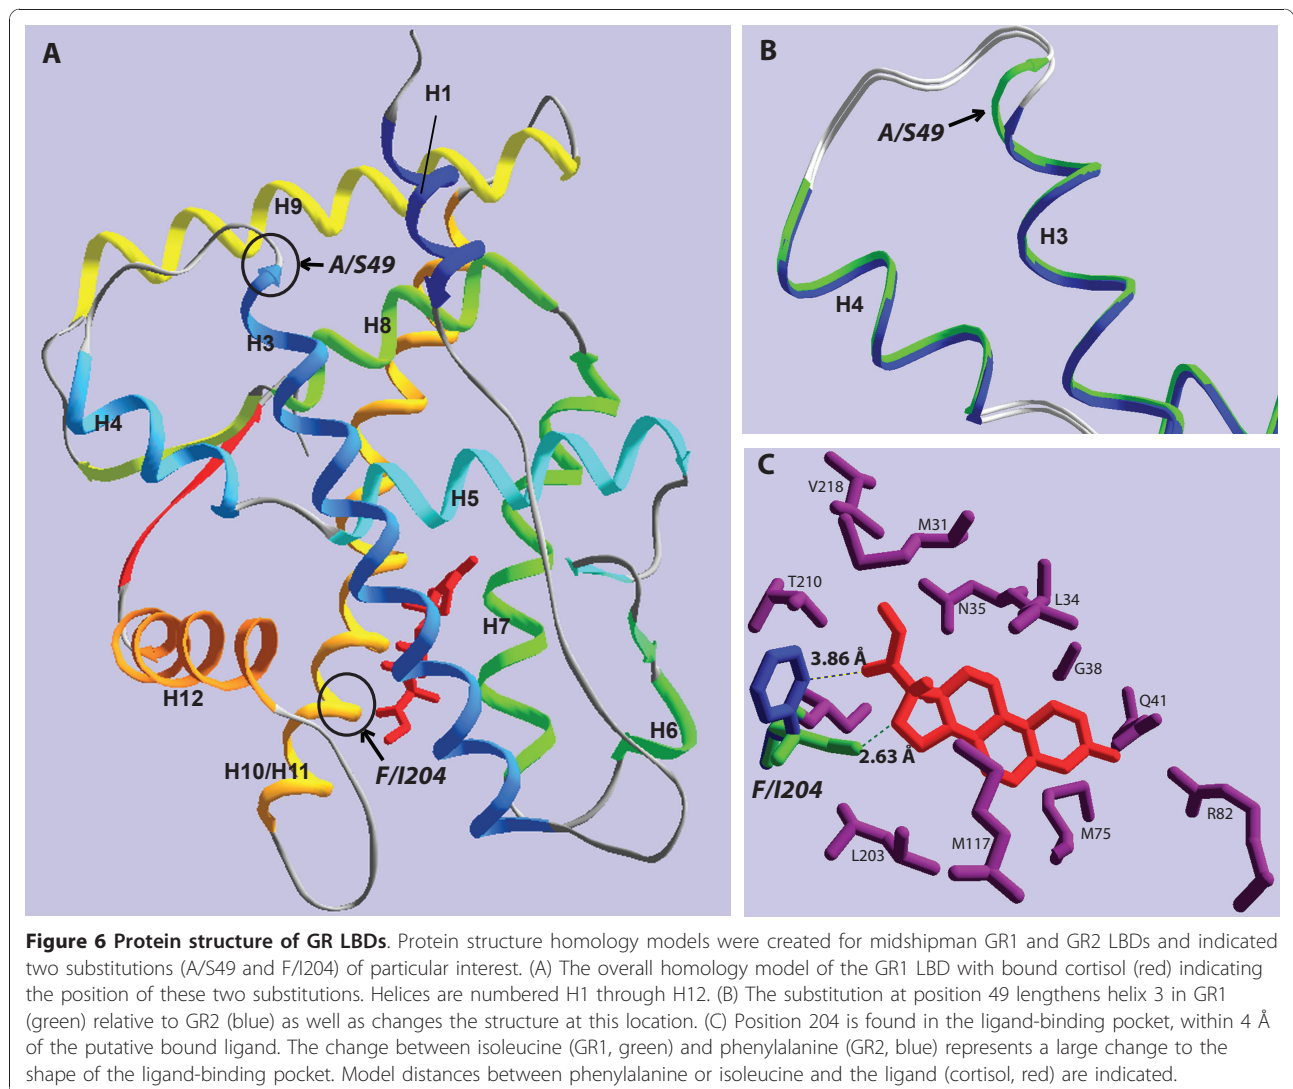 A
H1
H9
A/S49
H8
H3
H4
H5
H7
H12
H6
H10/H11
F/I204
B
A/S49
H3
H4
C
V218
M31
T210
N35
L34
3.86 Å
G38
Q41
2.63 Å
F/I204
R82
M75
M117
L203
Figure 6 Protein structure of GR LBDs. Protein structure homology models were created for midshipman GR1 and GR2 LBDs and indicated
two substitutions (A/S49 and F/I204) of particular interest. (A) The overall homology model of the GR1 LBD with bound cortisol (red) indicating
the position of these two substitutions. Helices are numbered H1 through H12. (B) The substitution at position 49 lengthens helix 3 in GR1
(green) relative to GR2 (blue) as well as changes the structure at this location. (C) Position 204 is found in the ligand-binding pocket, within 4 Å
of the putative bound ligand. The change between isoleucine (GR1, green) and phenylalanine (GR2, blue) represents a large change to the
shape of the ligand-binding pocket. Model distances between phenylalanine or isoleucine and the ligand (cortisol, red) are indicated.